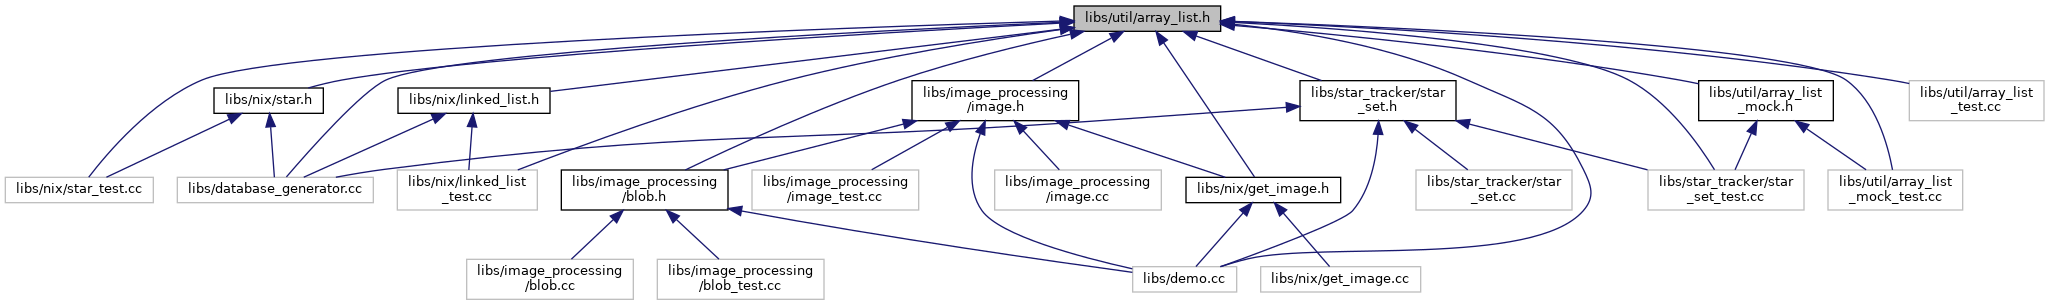 libs/util/array_list.h
libs/nix/star.h
libs/nix/linked_list.h
libs/image_processing
/image.h
libs/star_tracker/star
_set.h
libs/util/array_list
_mock.h
libs/util/array_list
_test.cc
libs/nix/star_test.cc
libs/database_generator.cc
libs/nix/linked_list
_test.cc
libs/image_processing
/blob.h
libs/image_processing
/image_test.cc
libs/image_processing
/image.cc
libs/nix/get_image.h
libs/star_tracker/star
_set.cc
libs/star_tracker/star
_set_test.cc
libs/util/array_list
_mock_test.cc
libs/image_processing
/blob.cc
libs/image_processing
/blob_test.cc
libs/demo.cc
libs/nix/get_image.cc